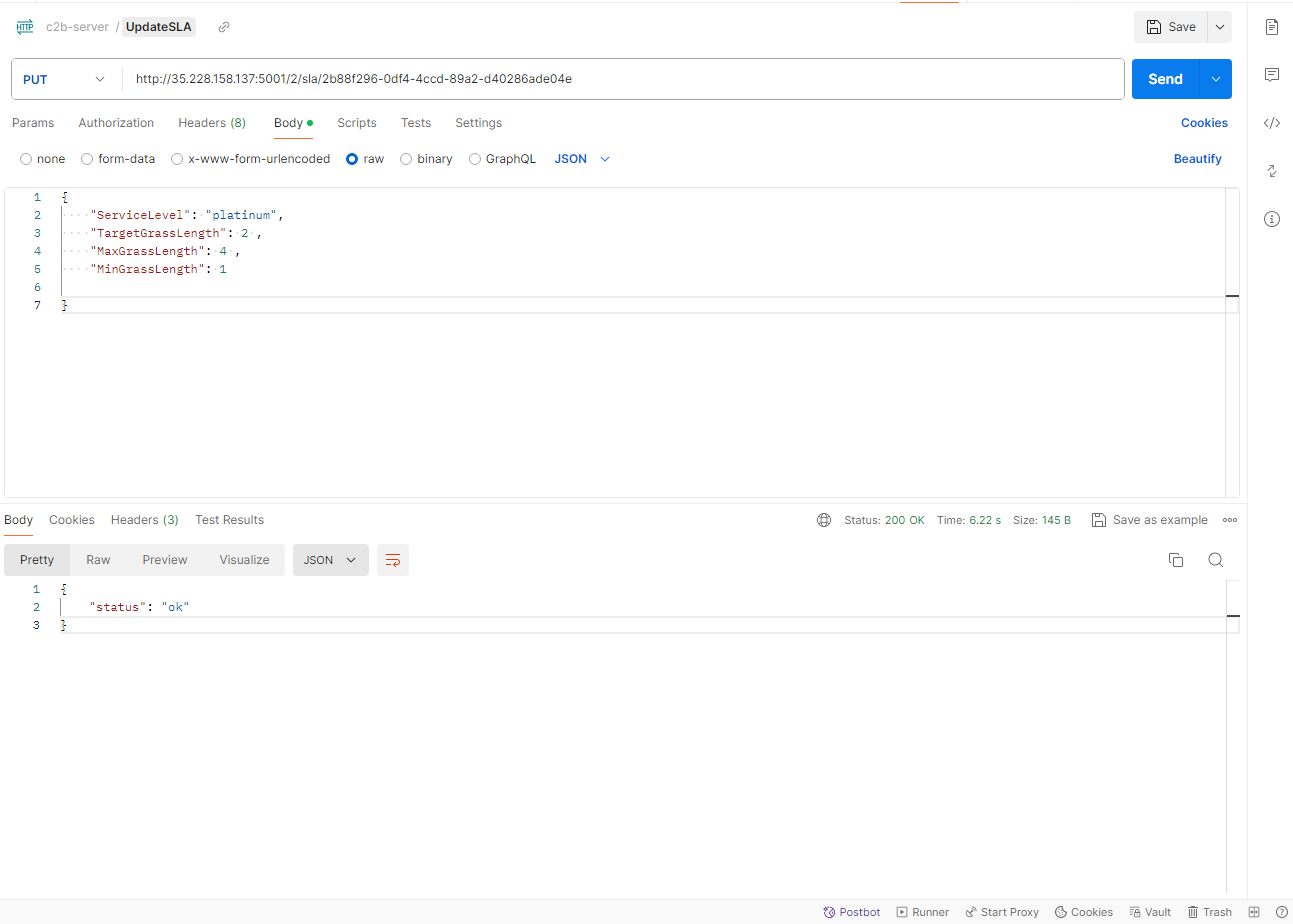 HTTP c2b-server / UpdateSLA Save
PUT http://35.228.158.137:5001/2/sla/2b88f296-0df4-4ccd-89a2-d40286ade04e Send
Params Authorization Headers (8) Body Scripts Tests Settings Cookies
none form-data x-www-form-urlencoded raw binary GraphQL JSON Beautify
1 {
2 "ServiceLevel": "platinum",
3 "TargetGrassLength": 2 ,
4 "MaxGrassLength": 4 ,
5 "MinGrassLength": 1
6
7 }
Body Cookies Headers (3) Test Results Status: 200 OK Time: 6.22 s Size: 145 B Save as example
Pretty Raw Preview Visualize JSON
1 {
2 "status": "ok"
3 }
Postbot Runner Start Proxy Cookies Vault Trash